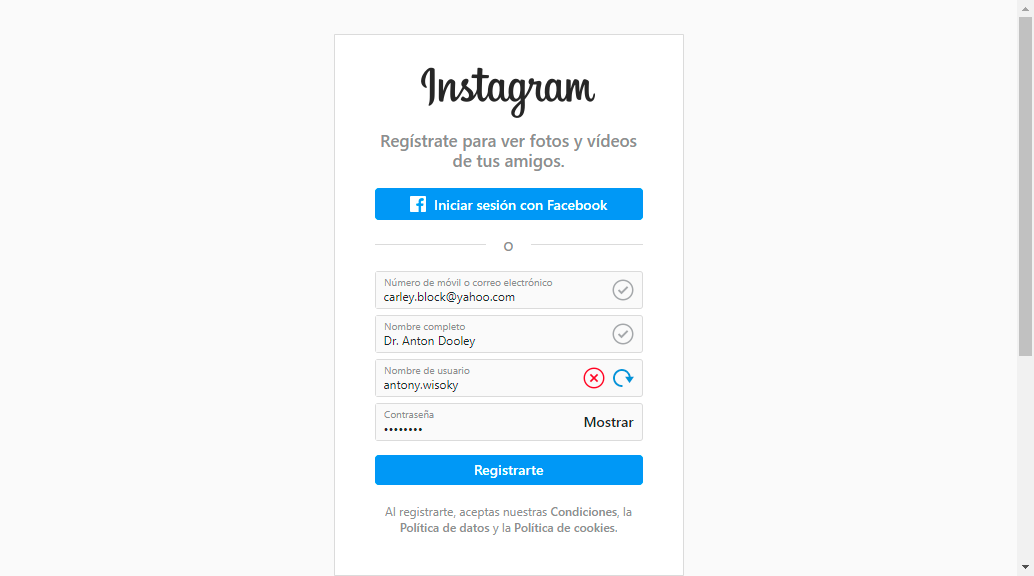 Instagram
Regístrate para ver fotos y vídeos
de tus amigos.
Iniciar sesión con Facebook
O
Número de móvil o correo electrónico
carley.block@yahoo.com
Nombre completo
Dr. Anton Dooley
Nombre de usuario
antony.wisoky
Contraseña
••••••••
Mostrar
Registrarte
Al registrarte, aceptas nuestras Condiciones, la
Política de datos y la Política de cookies.